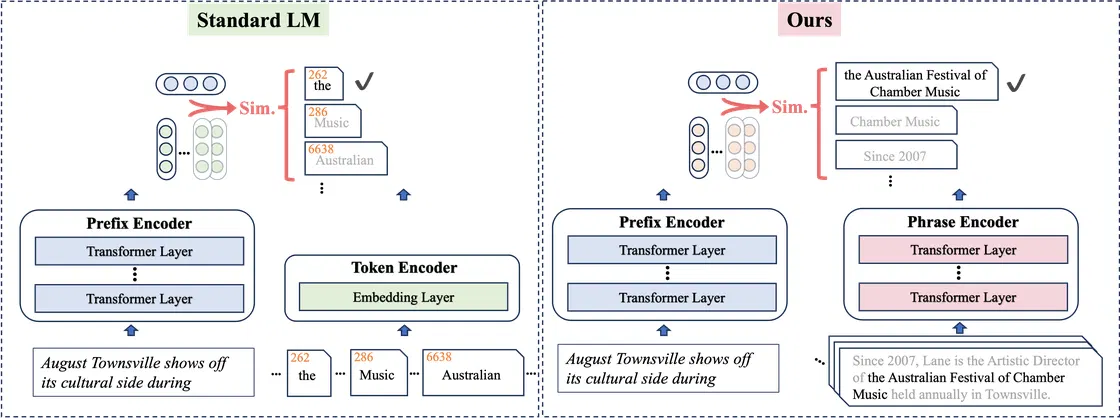 Standard LM
262
the
286
Music
6638
Australian
Sim.
Prefix Encoder
Transformer Layer
Transformer Layer
Token Encoder
Embedding Layer
August Townsville shows off
its cultural side during
262
the
286
Music
6638
Australian
Ours
the Australian Festival of
Chamber Music
Chamber Music
Since 2007
Sim.
Prefix Encoder
Transformer Layer
Transformer Layer
Phrase Encoder
Transformer Layer
Transformer Layer
August Townsville shows off
its cultural side during
Since 2007, Lane is the Artistic Director
of the Australian Festival of Chamber
Music held annually in Townsville.